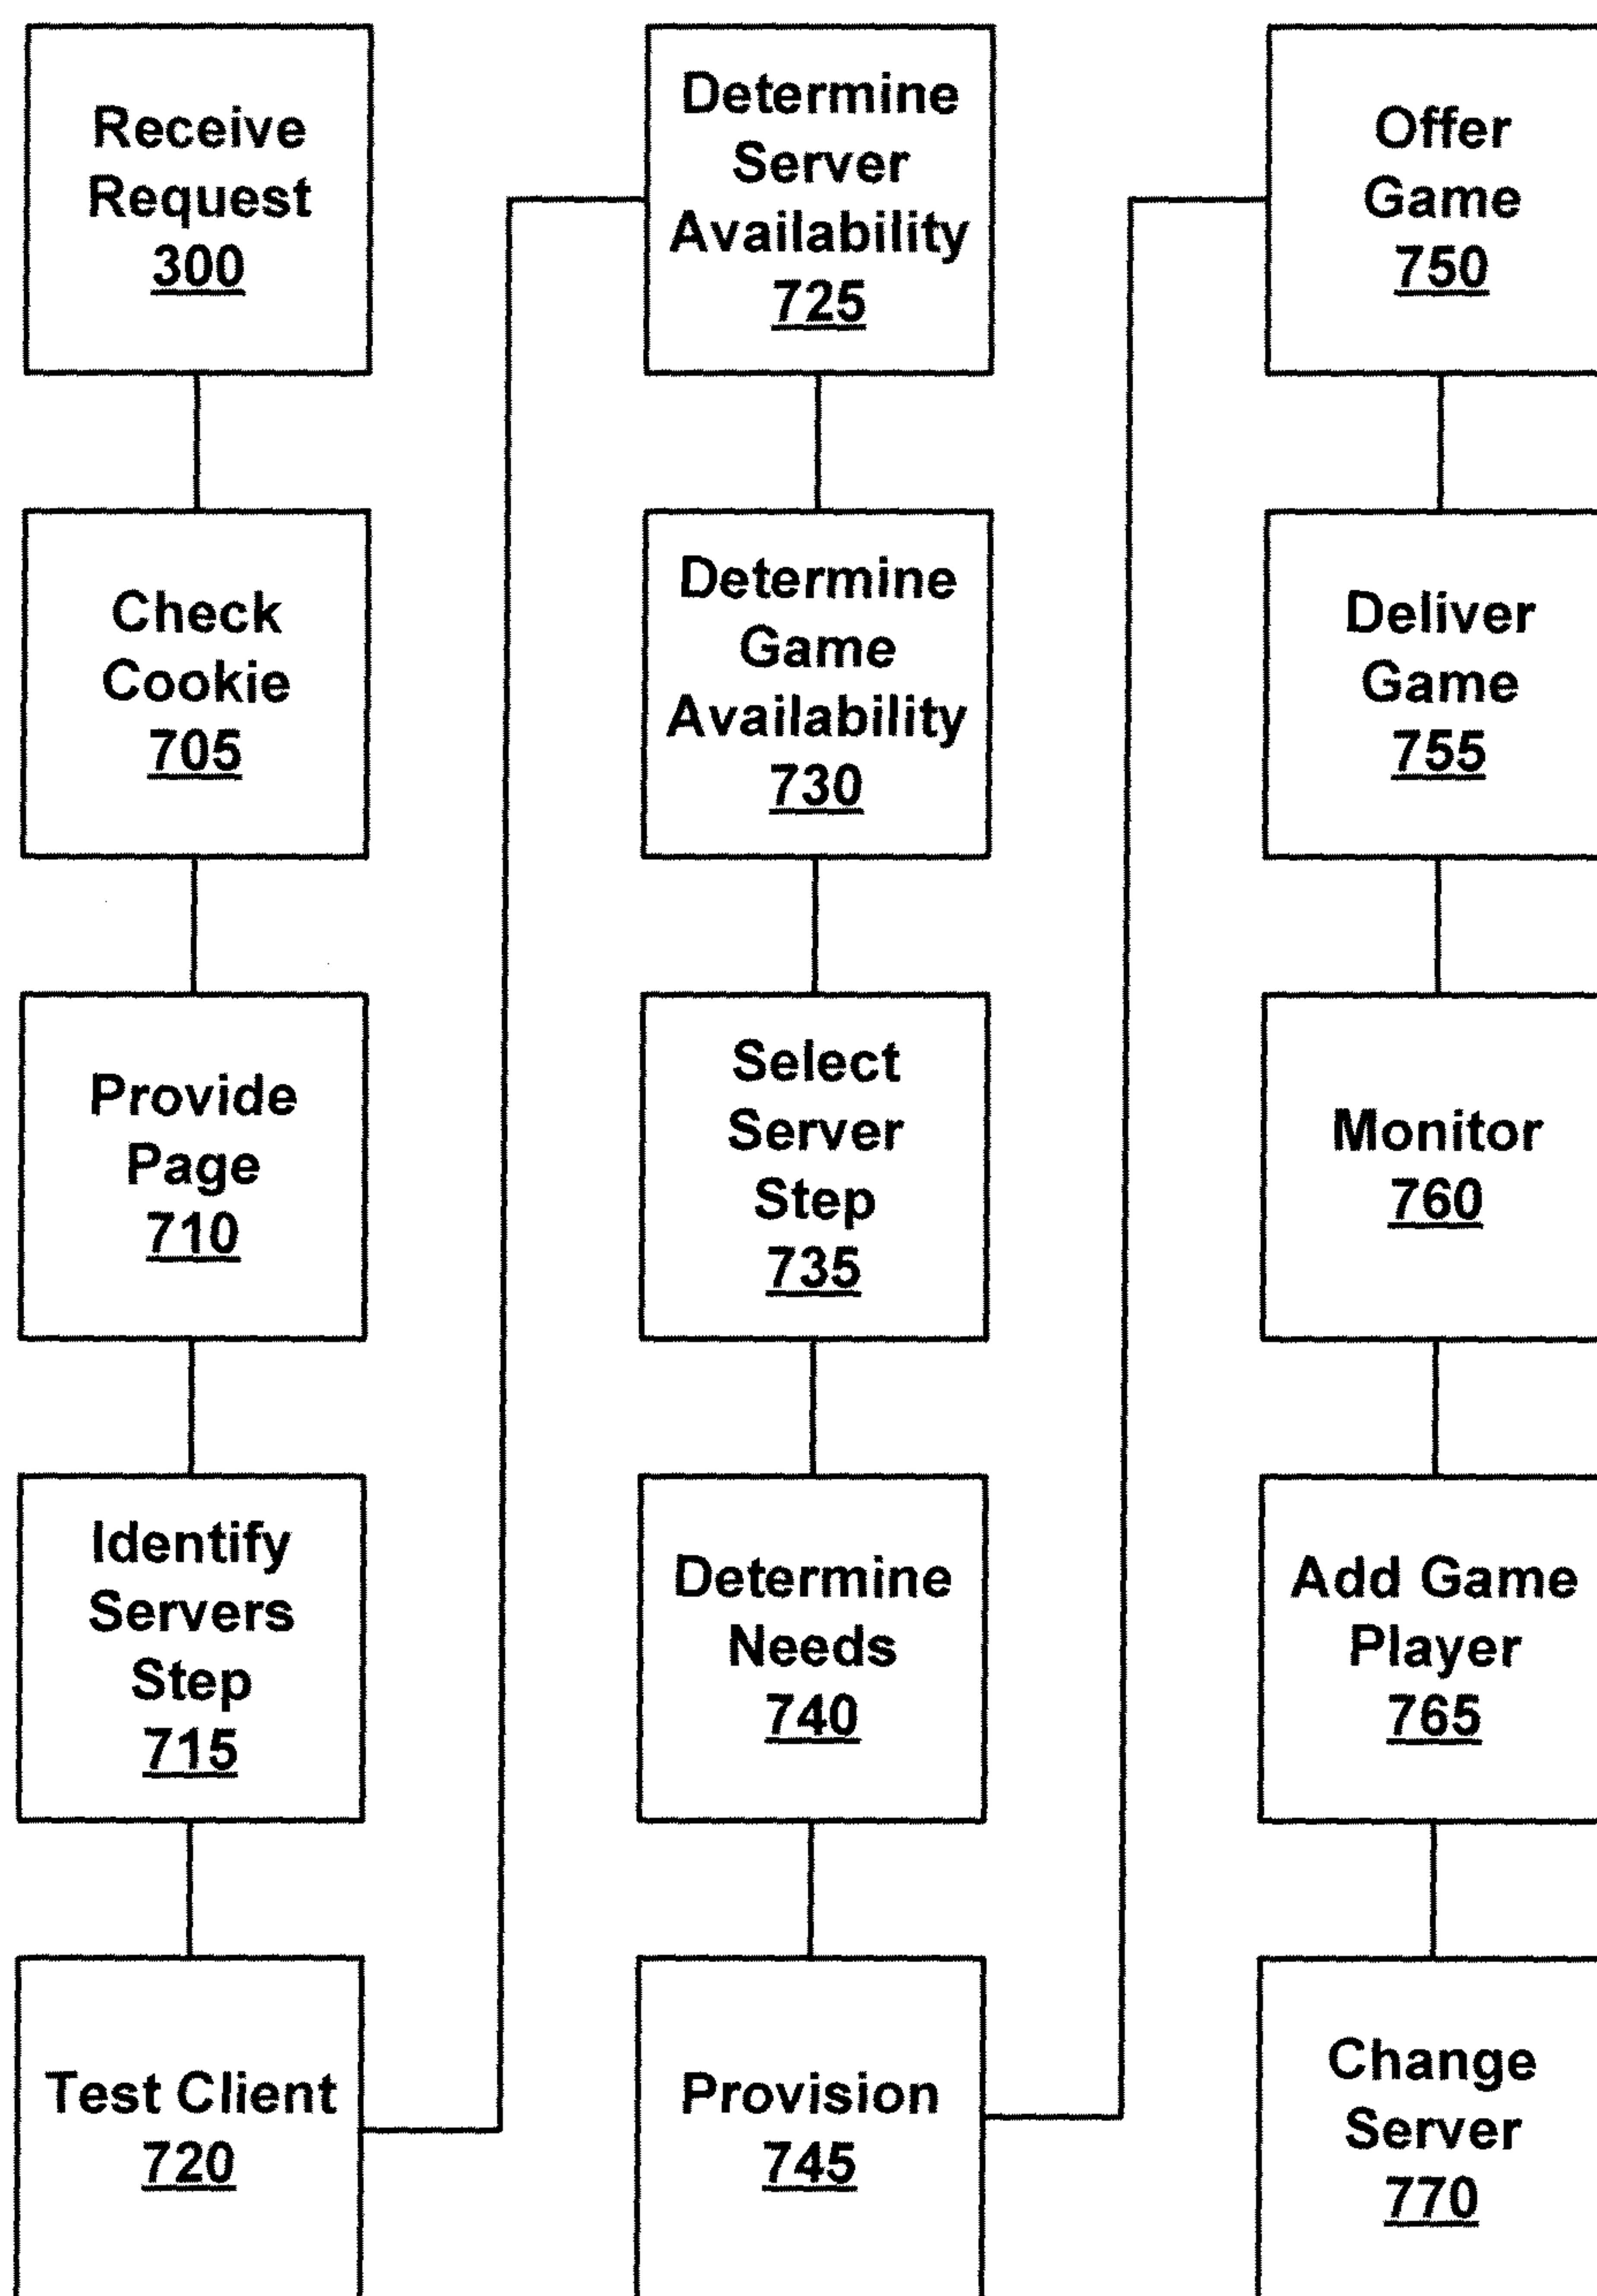 Receive
Request
300
Check
Cookie
705
Provide
Page
710
Identify
Servers
Step
715
Test Client
720
Determine
Server
Availability
725
Determine
Game
Availability
730
Select
Server
Step
735
Determine
Needs
740
Provision
745
Offer
Game
750
Deliver
Game
755
Monitor
760
Add Game
Player
765
Change
Server
770